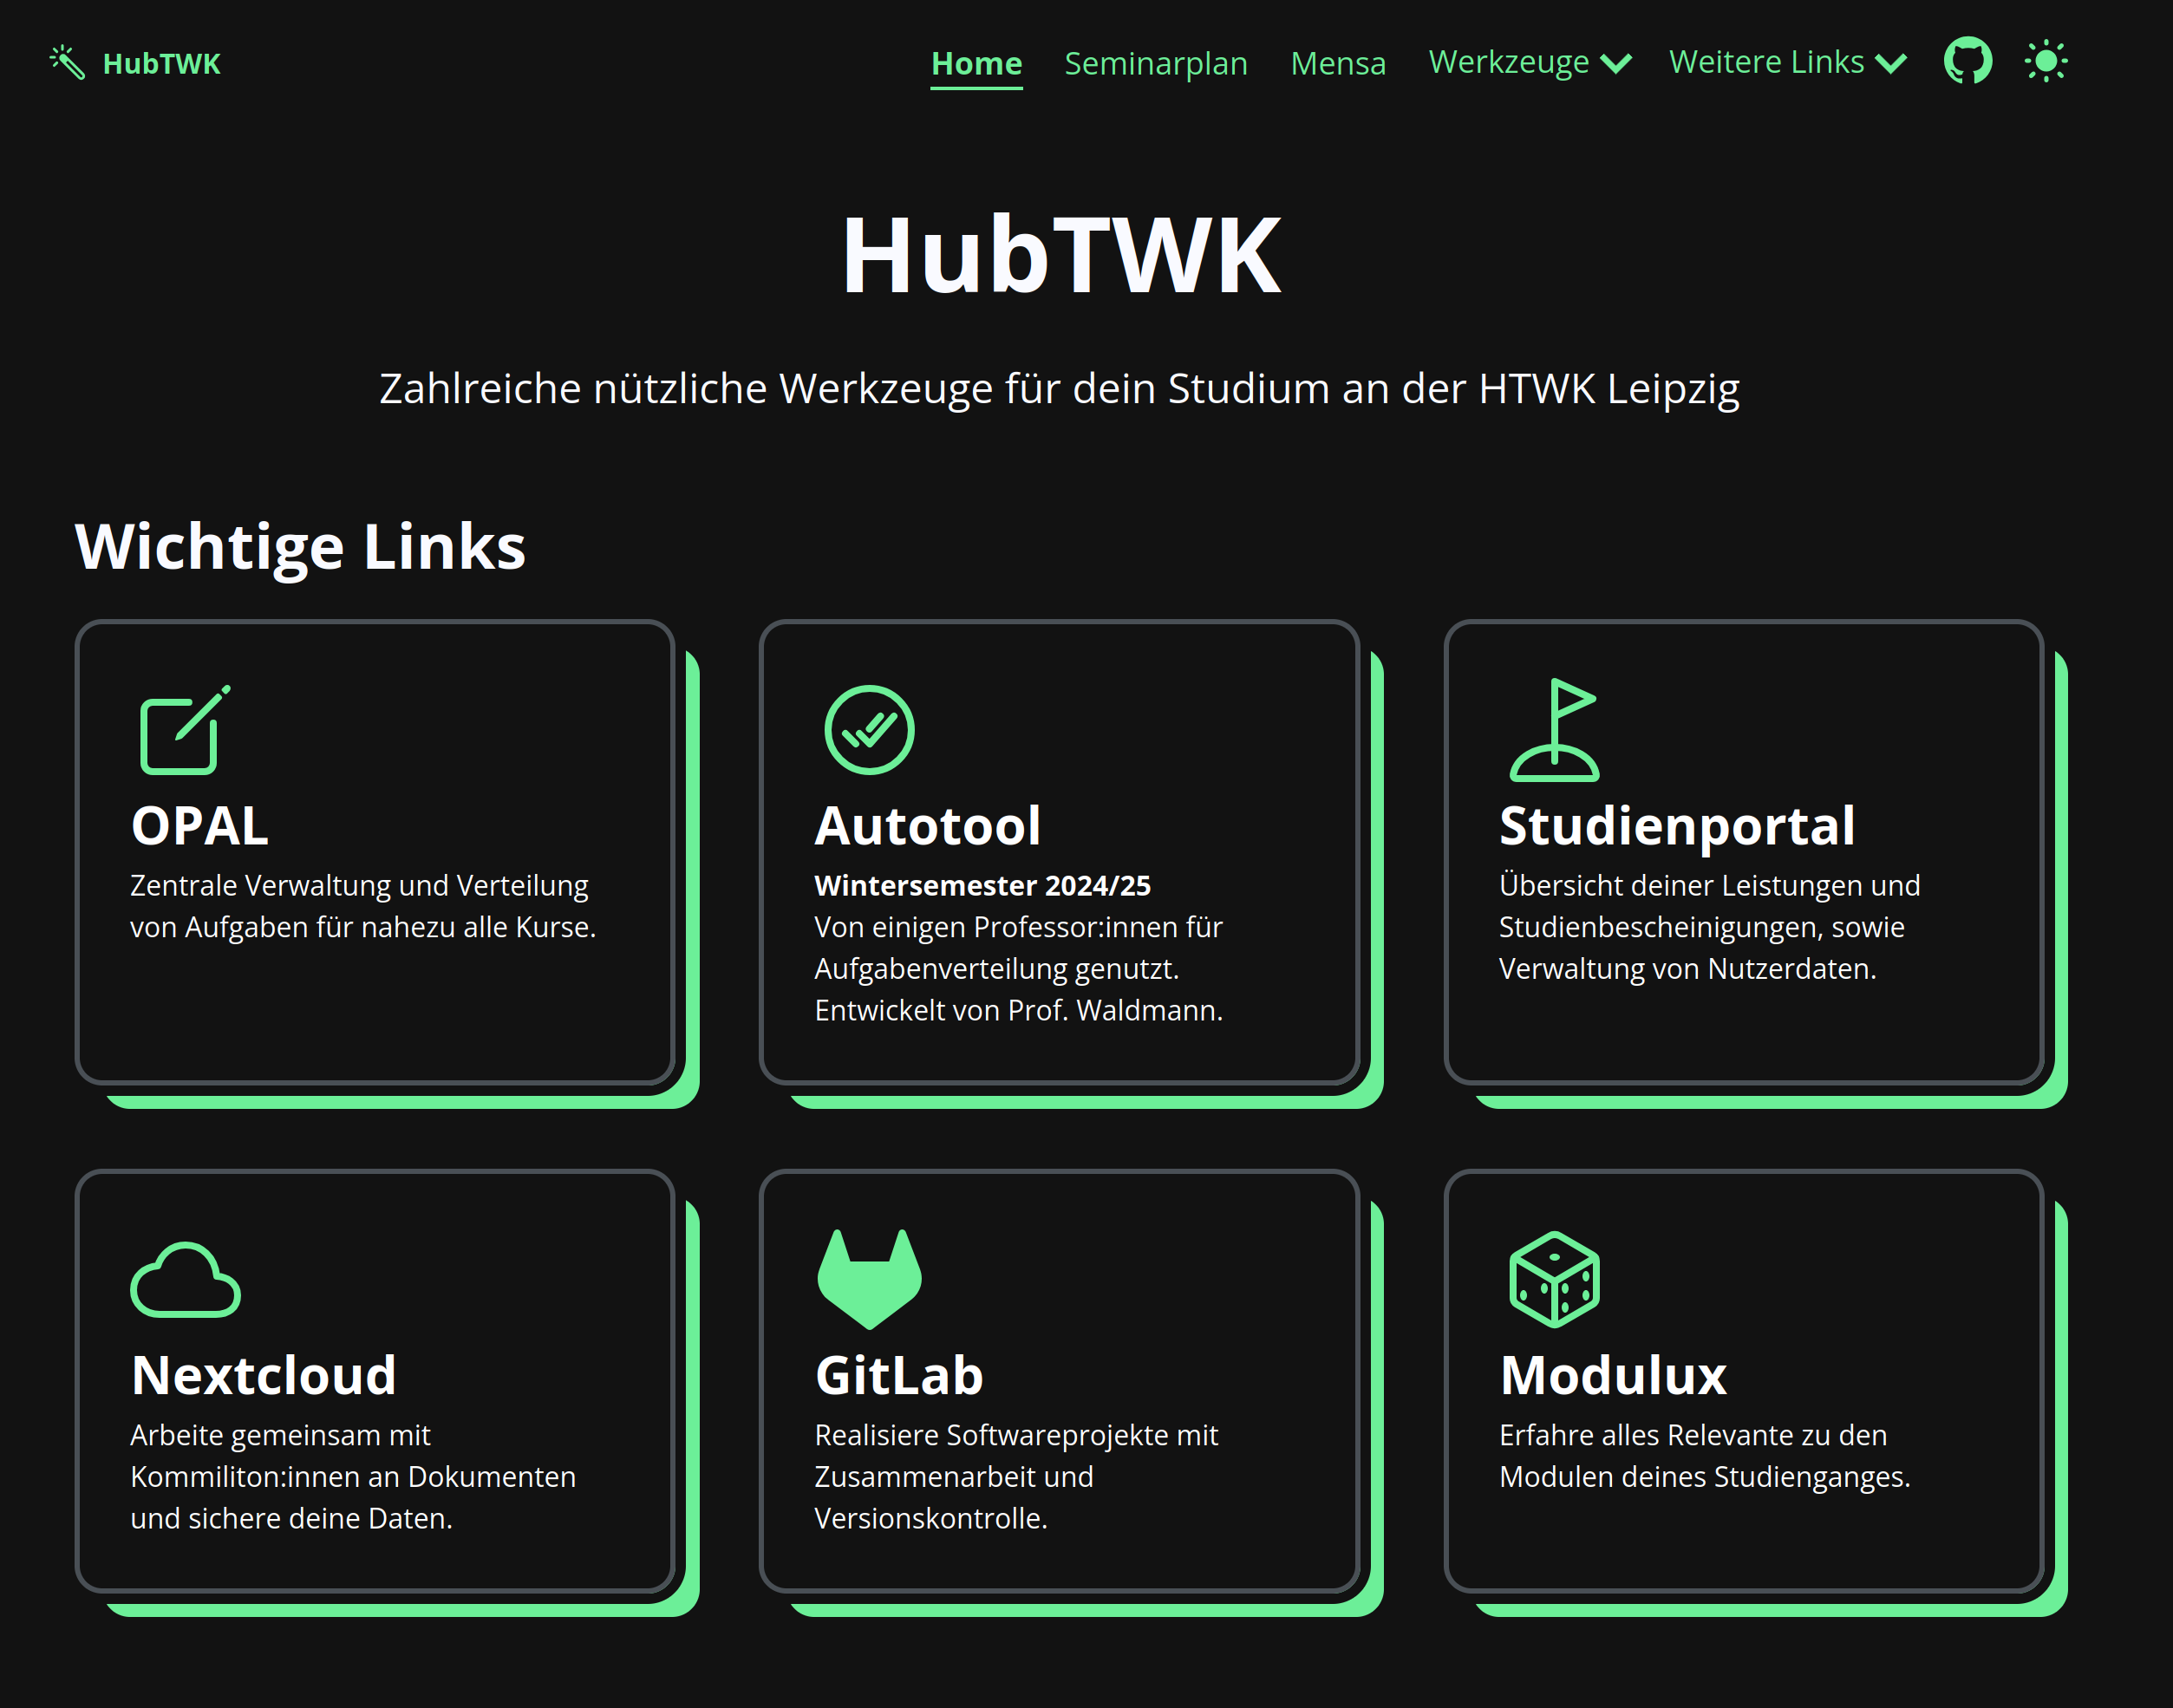 HubTWK
Home Seminarplan Mensa Werkzeuge Weitere Links
HubTWK
Zahlreiche nützliche Werkzeuge für dein Studium an der HTWK Leipzig
Wichtige Links
OPAL
Zentrale Verwaltung und Verteilung
von Aufgaben für nahezu alle Kurse.
Autotool
Wintersemester 2024/25
Von einigen Professor:innen für
Aufgabenverteilung genutzt.
Entwickelt von Prof. Waldmann.
Studienportal
Übersicht deiner Leistungen und
Studienbescheinigungen, sowie
Verwaltung von Nutzerdaten.
Nextcloud
Arbeite gemeinsam mit
Kommiliton:innen an Dokumenten
und sichere deine Daten.
GitLab
Realisiere Softwareprojekte mit
Zusammenarbeit und
Versionskontrolle.
Modulux
Erfahre alles Relevante zu den
Modulen deines Studienganges.